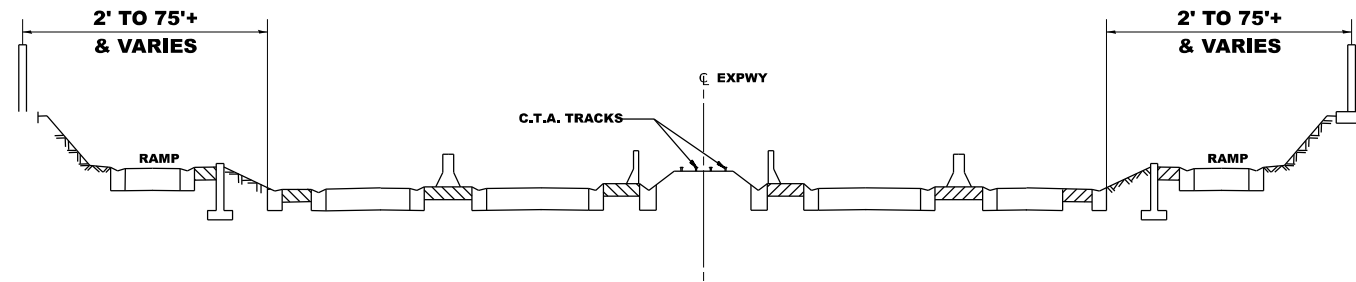 2' TO 75'+
& VARIES
2' TO 75'+
& VARIES
℄ EXPWY
C.T.A. TRACKS
RAMP
RAMP